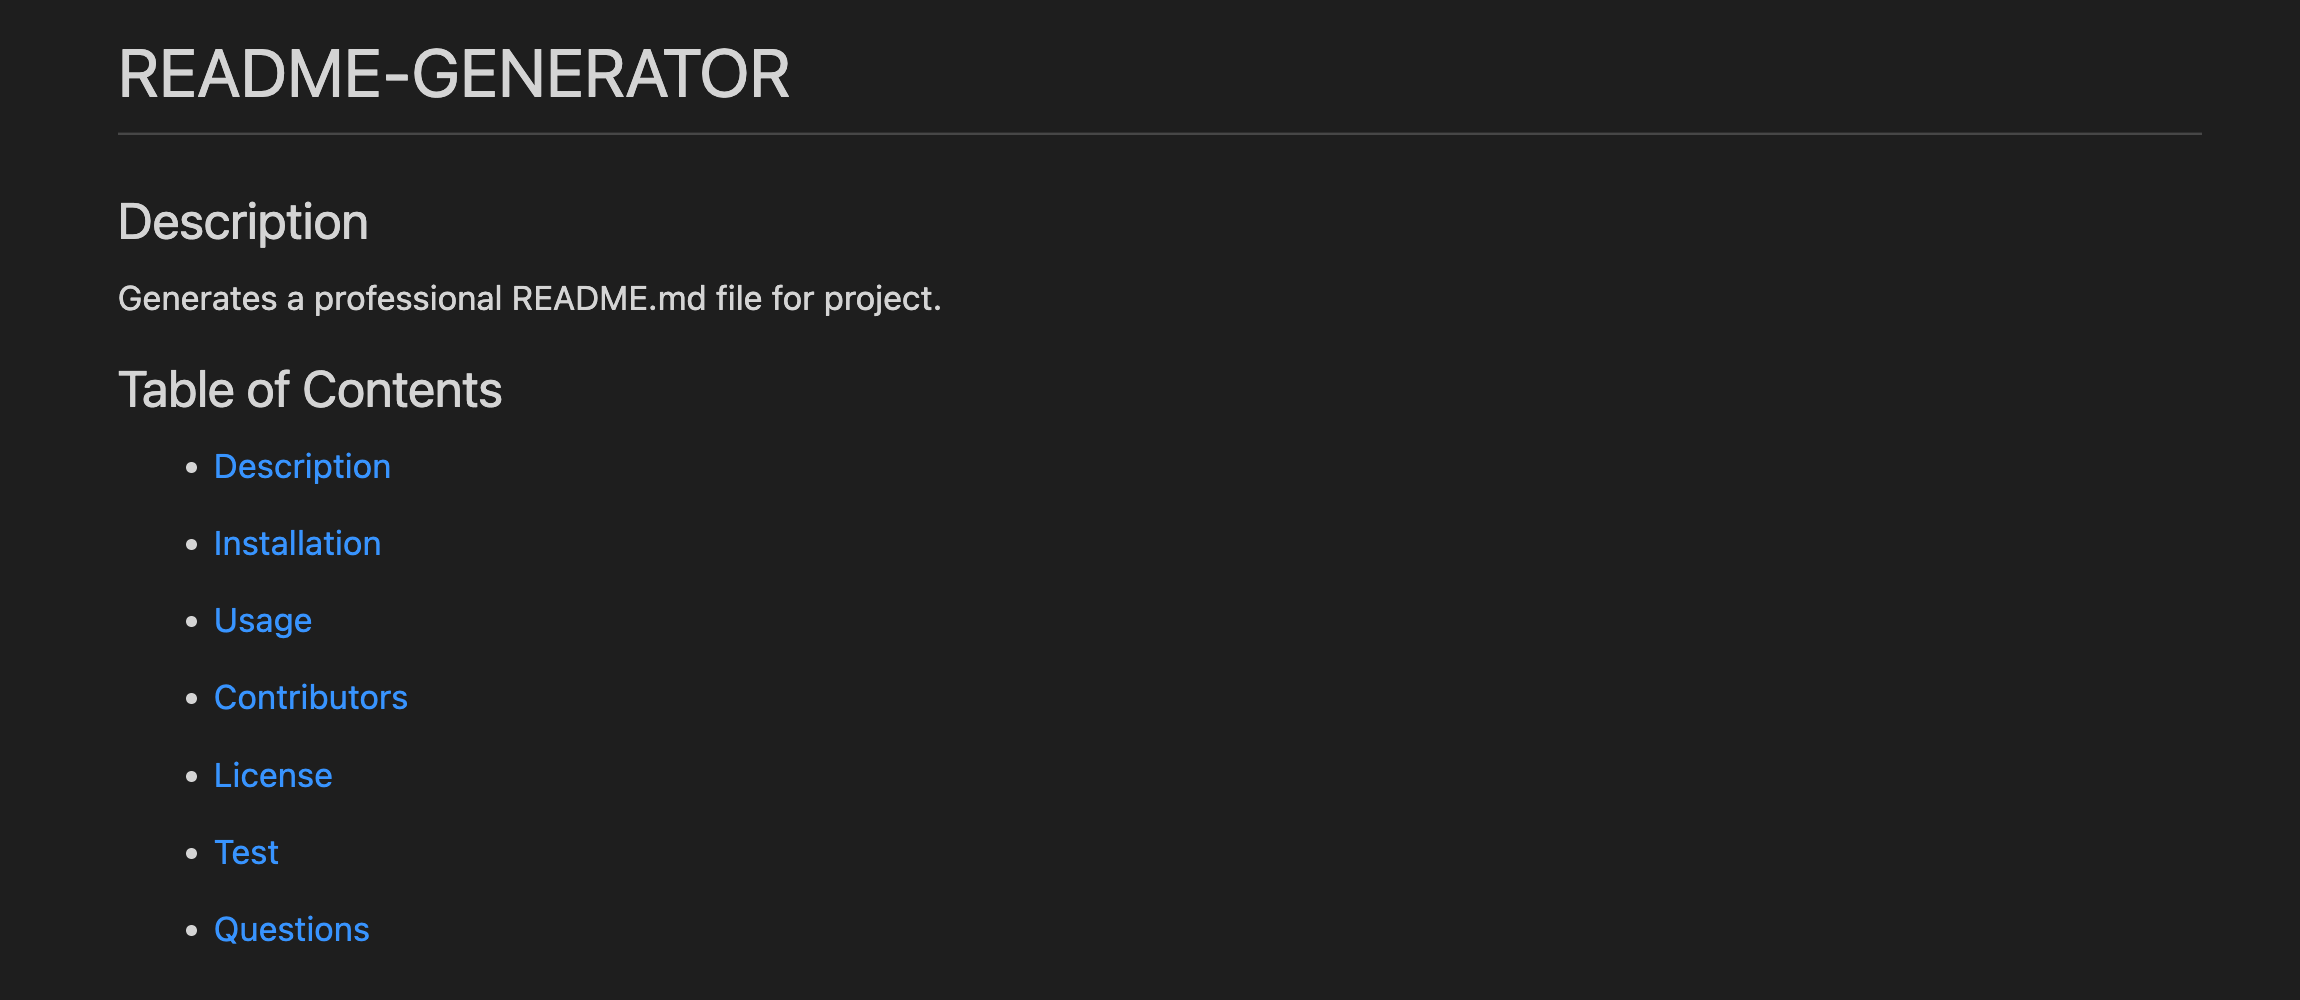 README-GENERATOR
Description
Generates a professional README.md file for project.
Table of Contents
Description
Installation
Usage
Contributors
License
Test
Questions